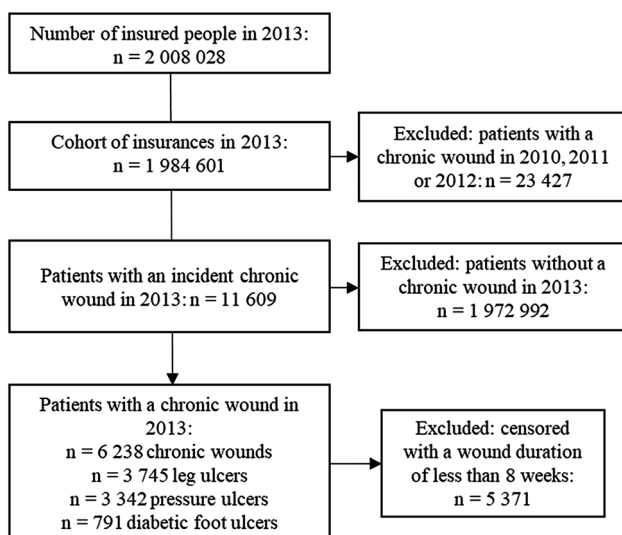 Number of insured people in 2013:
n = 2 008 028
Cohort of insurances in 2013:
n = 1 984 601
Excluded: patients with a
chronic wound in 2010, 2011
or 2012: n = 23 427
Patients with an incident chronic
wound in 2013: n = 11 609
Excluded: patients without a
chronic wound in 2013:
n = 1 972 992
Patients with a chronic wound in
2013:
n = 6 238 chronic wounds
n = 3 745 leg ulcers
n = 3 342 pressure ulcers
n = 791 diabetic foot ulcers
Excluded: censored
with a wound duration
of less than 8 weeks:
n = 5 371